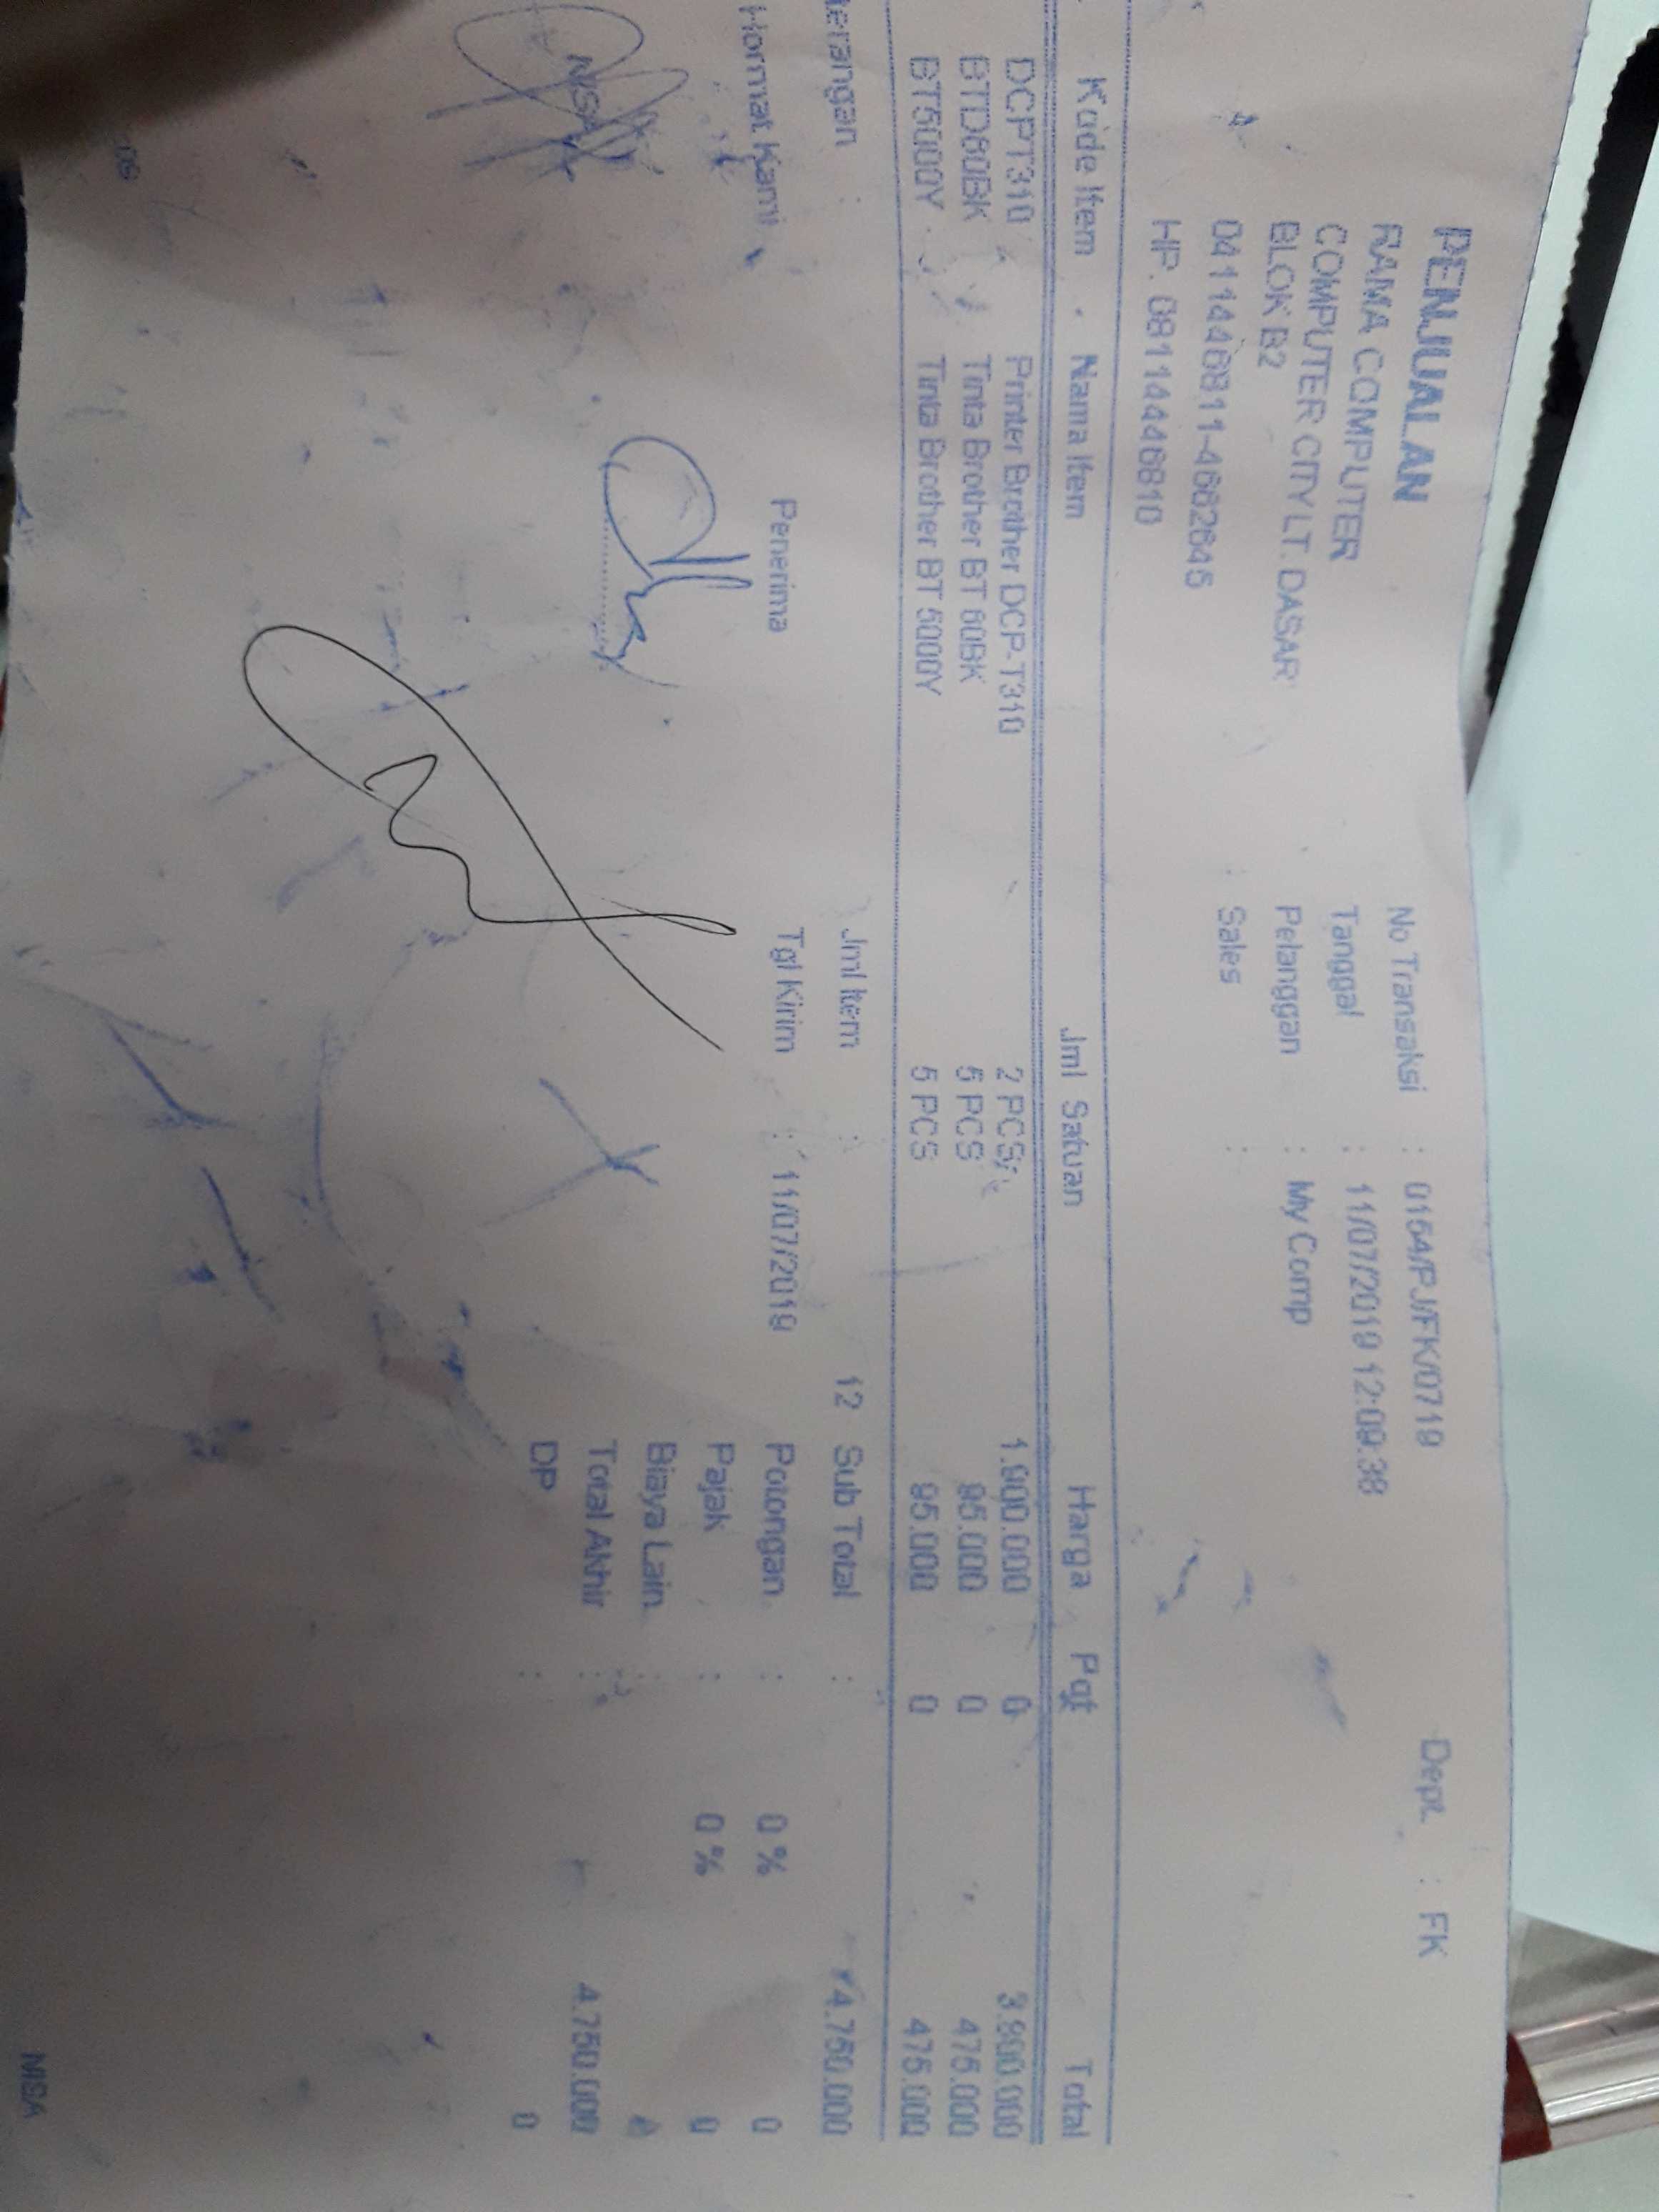 PENJUALAN
RAMA COMPUTER
COMPUTER CITY LT. DASAR
BLOK B2
04114468 11-4662645
HP. 08114446810
No Transaksi : 0154/PJ/FK/0719
Tanggal : 11/07/2019 12:09:38
Pelanggan : My Comp
Sales :
Dept. : FK
Kode Item Nama Item Jml Satuan Harga Pot Total
DCPT310 Printer Brother DCP-T310 2 PCS 1.900.000 0 3.800.000
BTD60BK Tinta Brother BT 60BK 5 PCS 95.000 0 475.000
BT5000Y Tinta Brother BT 5000Y 5 PCS 95.000 0 475.000
erangan : Jml Item : 12 Sub Total : 4.750.000
Hormat Kami Penerima Tgl Kirim : 11/07/2019 Potongan : 0 % 0
Pajak : 0 % 0
Biaya Lain :
Total Akhir : 4.750.000
DP : 0
NISA